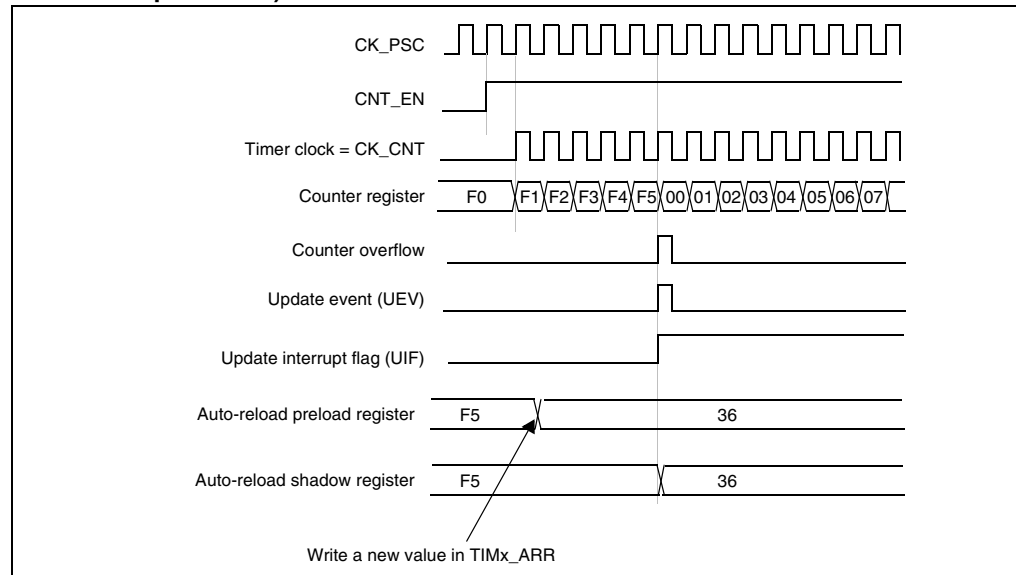 CK_PSC
CNT_EN
Timer clock = CK_CNT
Counter register F0 F1 F2 F3 F4 F5 00 01 02 03 04 05 06 07
Counter overflow
Update event (UEV)
Update interrupt flag (UIF)
Auto-reload preload register F5 36
Auto-reload shadow register F5 36
Write a new value in TIMx_ARR